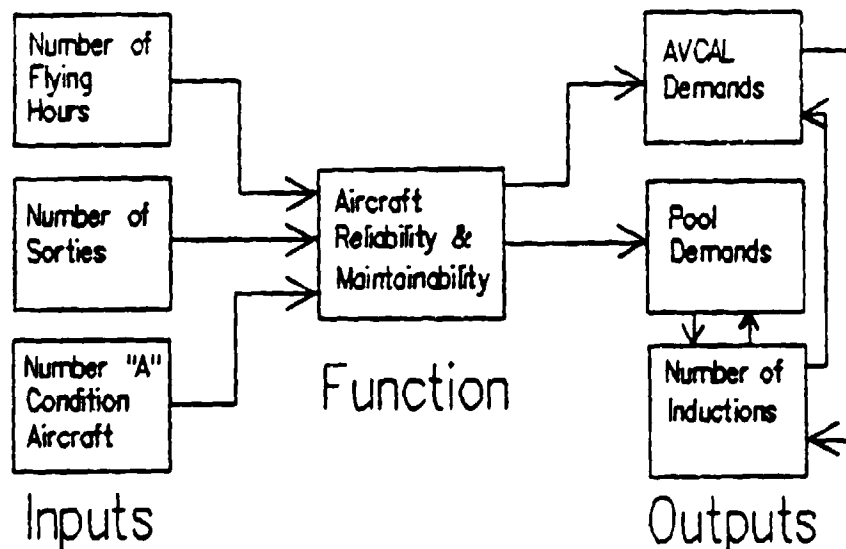 Number of
Flying
Hours
Number of
Sorties
Number "A"
Condition
Aircraft
Inputs
Aircraft
Reliability &
Maintainability
Function
AVCAL
Demands
Pool
Demands
Number of
Inductions
Outputs